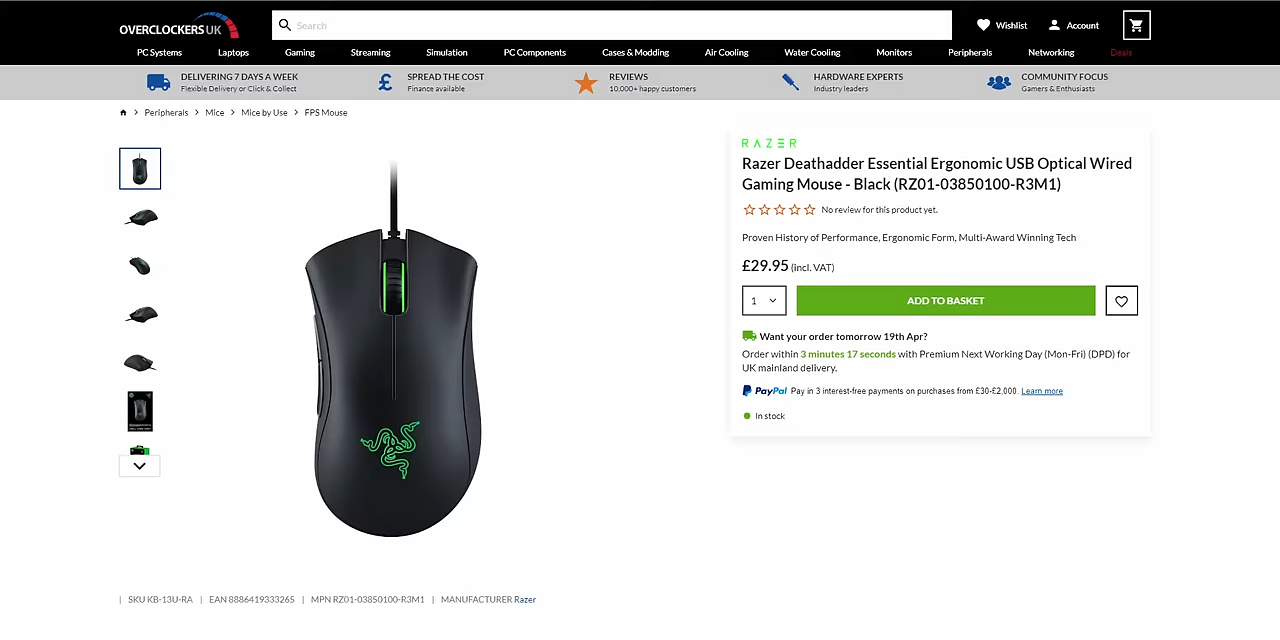 OVERCLOCKERS UK
Search
Wishlist
Account
PC Systems
Laptops
Gaming
Streaming
Simulation
PC Components
Cases & Modding
Air Cooling
Water Cooling
Monitors
Peripherals
Networking
Deals
DELIVERING 7 DAYS A WEEK
Flexible Delivery or Click & Collect
SPREAD THE COST
Finance available
REVIEWS
10,000+ happy customers
HARDWARE EXPERTS
Industry leaders
COMMUNITY FOCUS
Gamers & Enthusiasts
Peripherals > Mice > Mice by Use > FPS Mouse
RAZER
Razer Deathadder Essential Ergonomic USB Optical Wired
Gaming Mouse - Black (RZ01-03850100-R3M1)
No review for this product yet.
Proven History of Performance, Ergonomic Form, Multi-Award Winning Tech
£29.95 (incl. VAT)
1
ADD TO BASKET
Want your order tomorrow 19th Apr?
Order within 3 minutes 17 seconds with Premium Next Working Day (Mon-Fri) (DPD) for
UK mainland delivery.
PayPal Pay in 3 interest-free payments on purchases from £30-£2,000. Learn more
In stock
| SKU KB-13U-RA | EAN 8886419333265 | MPN RZ01-03850100-R3M1 | MANUFACTURER Razer